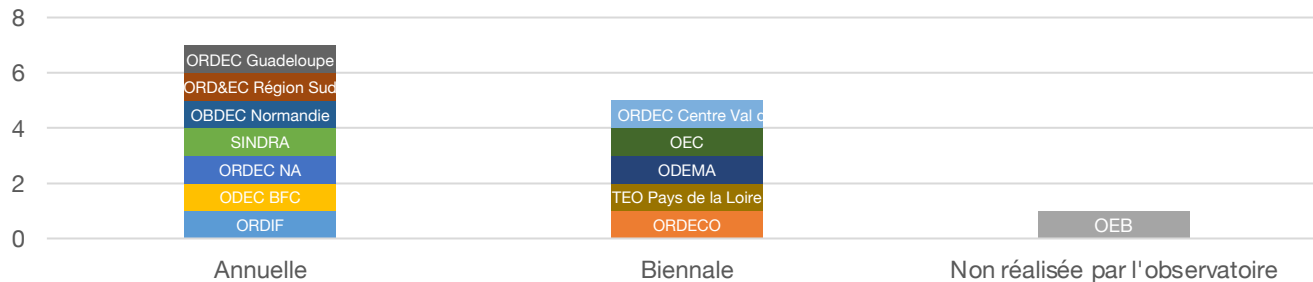 8
6
4
2
0
ORDEC Guadeloupe
ORD&EC Région Sud
OBDEC Normandie
SINDRA
ORDEC NA
ODEC BFC
ORDIF
ORDEC Centre Val d
OEC
ODEMA
TEO Pays de la Loire
ORDECO
OEB
Annuelle
Biennale
Non réalisée par l'observatoire